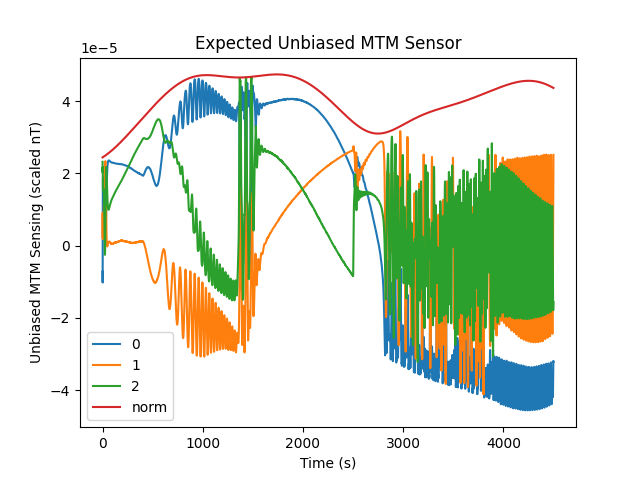 Expected Unbiased MTM Sensor
1e−5
4
2
0
−2
−4
Unbiased MTM Sensing (scaled nT)
0
1
2
norm
0 1000 2000 3000 4000
Time (s)